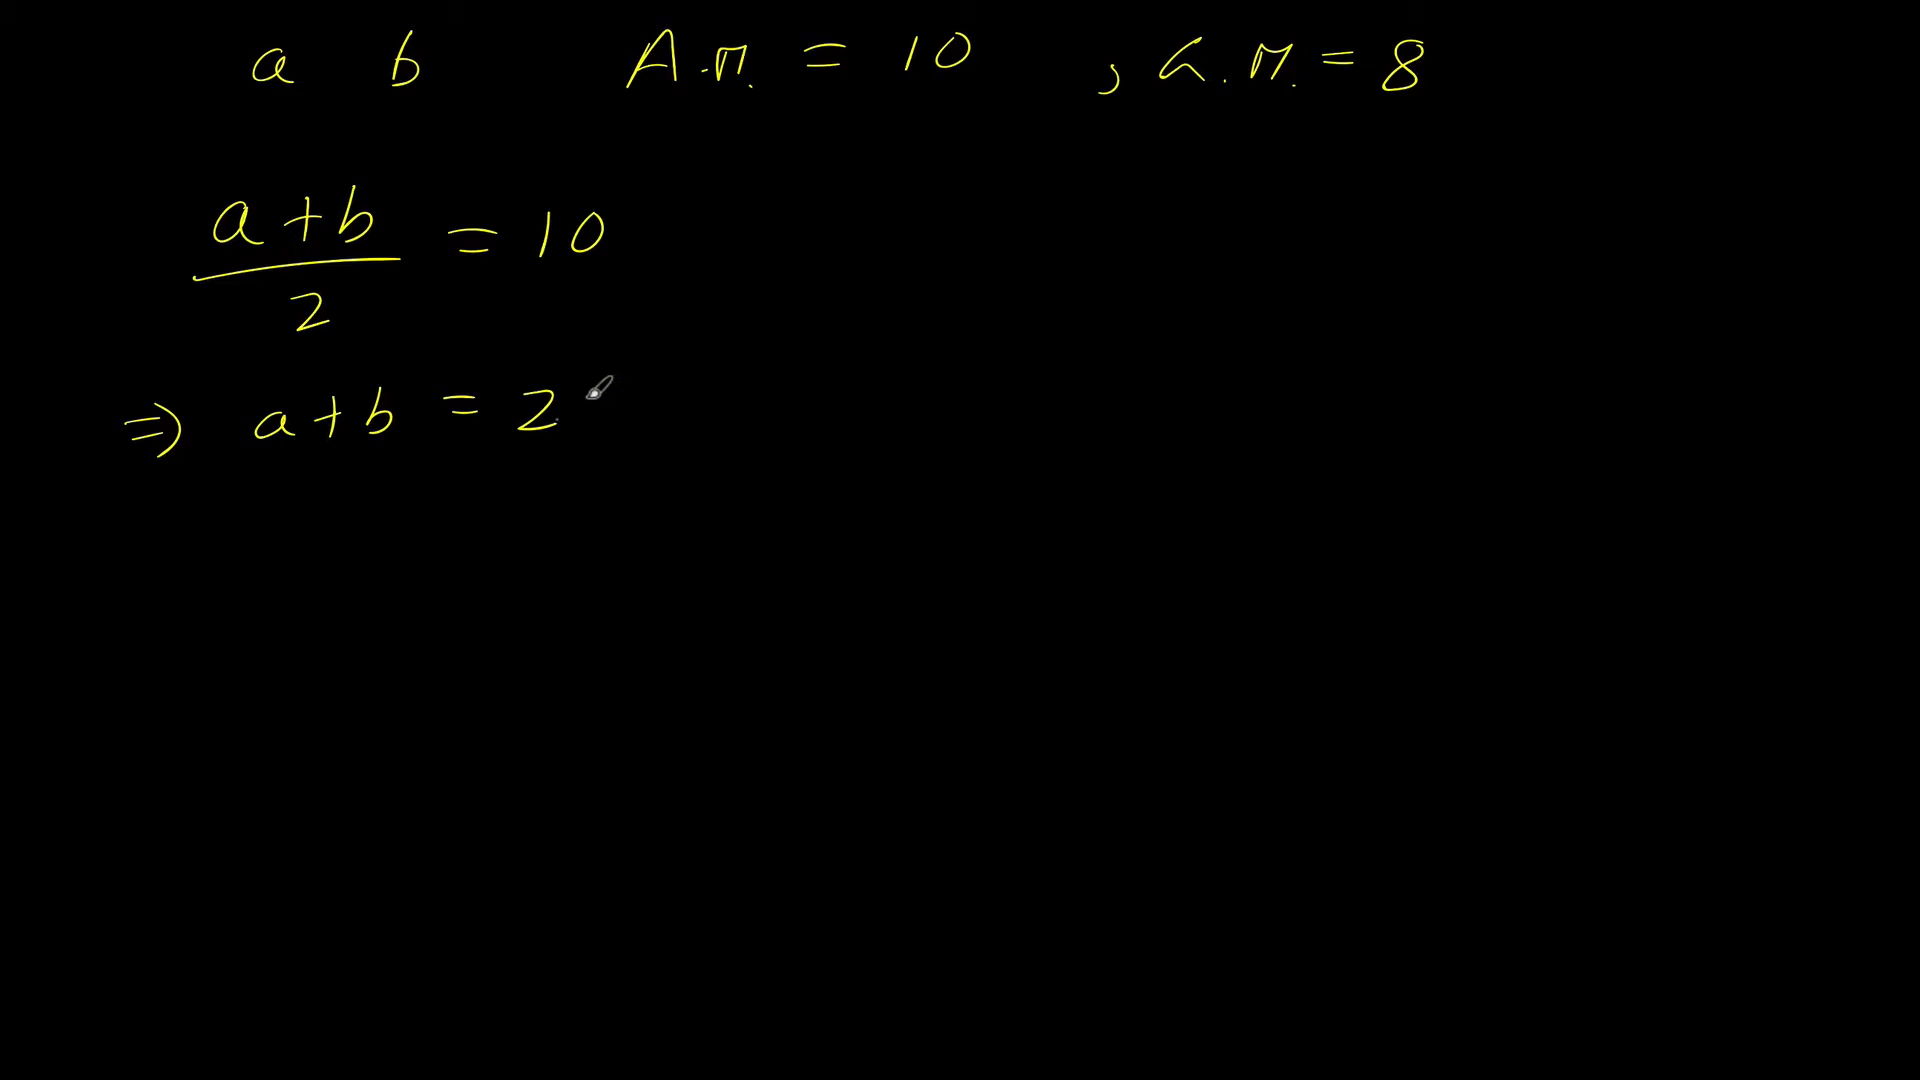 a b A.M. = 10 , G.M. = 8
a+b/2 = 10
⇒ a+b = 2